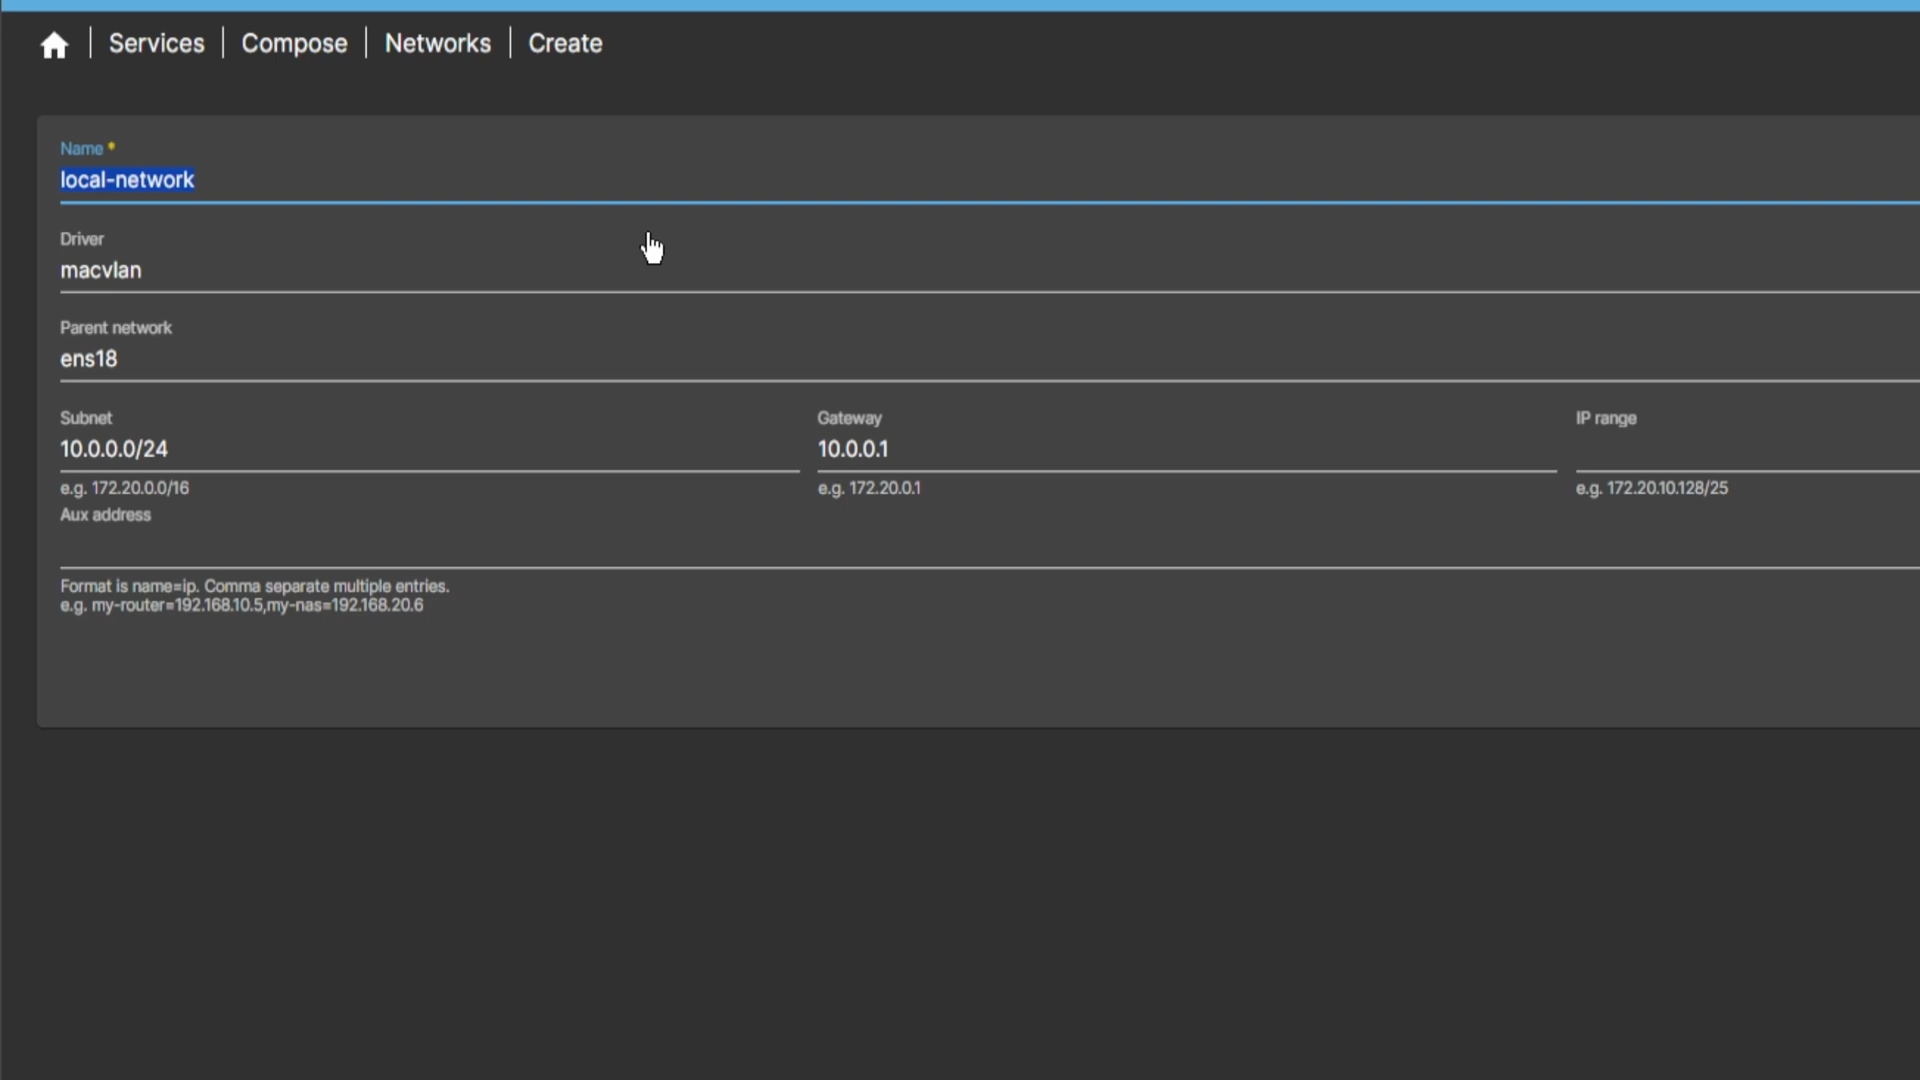 Services | Compose | Networks | Create
Name *
local-network
Driver
macvlan
Parent network
ens18
Subnet Gateway IP range
10.0.0.0/24 10.0.0.1
e.g. 172.20.0.0/16 e.g. 172.20.0.1 e.g. 172.20.10.128/25
Aux address
Format is name=ip. Comma separate multiple entries.
e.g. my-router=192.168.10.5,my-nas=192.168.20.6